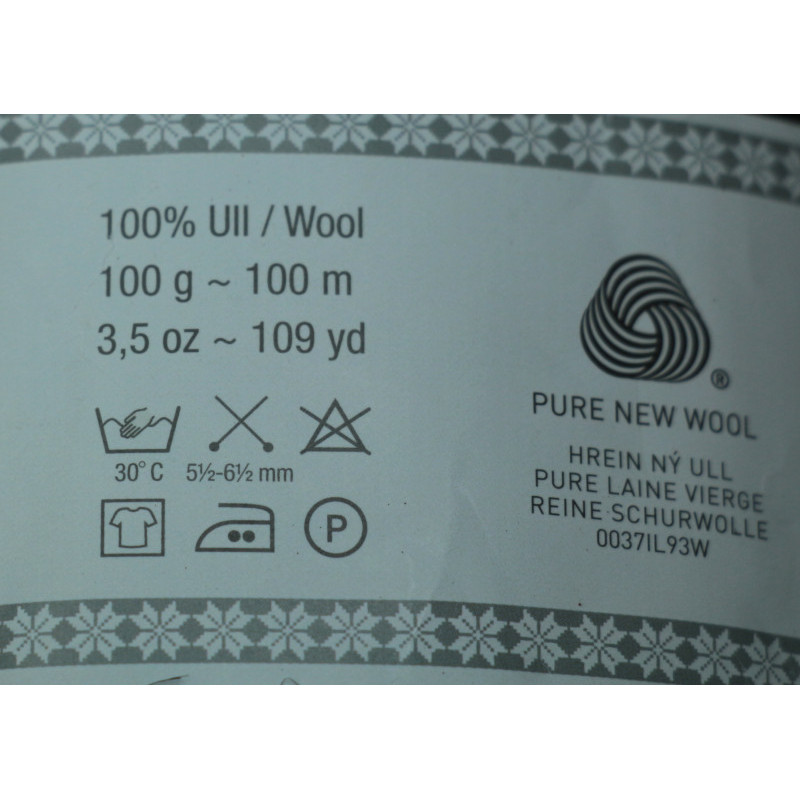 100% Ull / Wool
100 g ~ 100 m
3,5 oz ~ 109 yd
30° C 5½-6½ mm
P
®
PURE NEW WOOL
HREIN NÝ ULL
PURE LAINE VIERGE
REINE SCHURWOLLE
0037IL93W